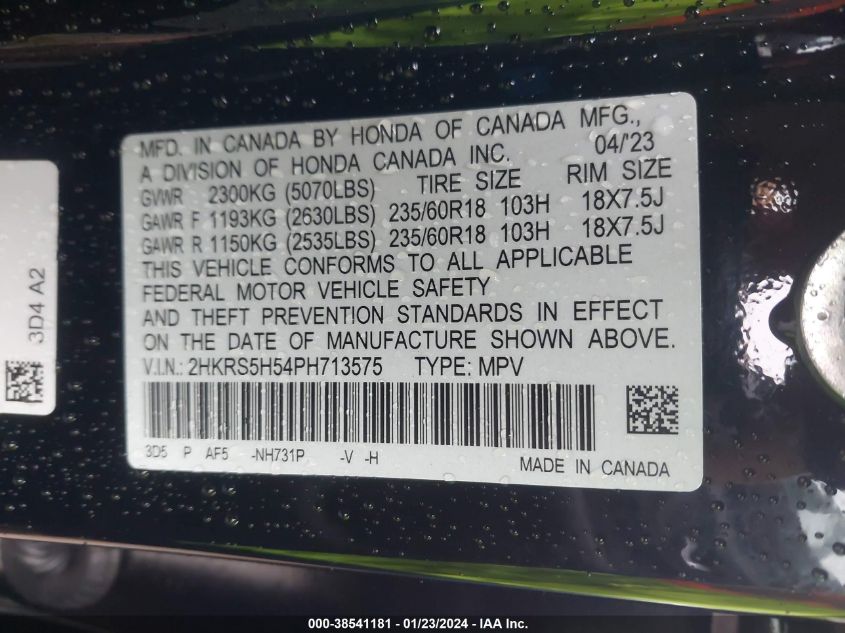 MFD. IN CANADA BY HONDA OF CANADA MFG.,
A DIVISION OF HONDA CANADA INC. 04/'23
GVWR 2300KG (5070LBS) TIRE SIZE RIM SIZE
GAWR F 1193KG (2630LBS) 235/60R18 103H 18X7.5J
GAWR R 1150KG (2535LBS) 235/60R18 103H 18X7.5J
THIS VEHICLE CONFORMS TO ALL APPLICABLE
FEDERAL MOTOR VEHICLE SAFETY
AND THEFT PREVENTION STANDARDS IN EFFECT
ON THE DATE OF MANUFACTURE SHOWN ABOVE.
V.I.N.: 2HKRS5H54PH713575 TYPE: MPV
3D5 P AF5 -NH731P -V -H
MADE IN CANADA
3D4 A2
000-38541181 - 01/23/2024 - IAA Inc.